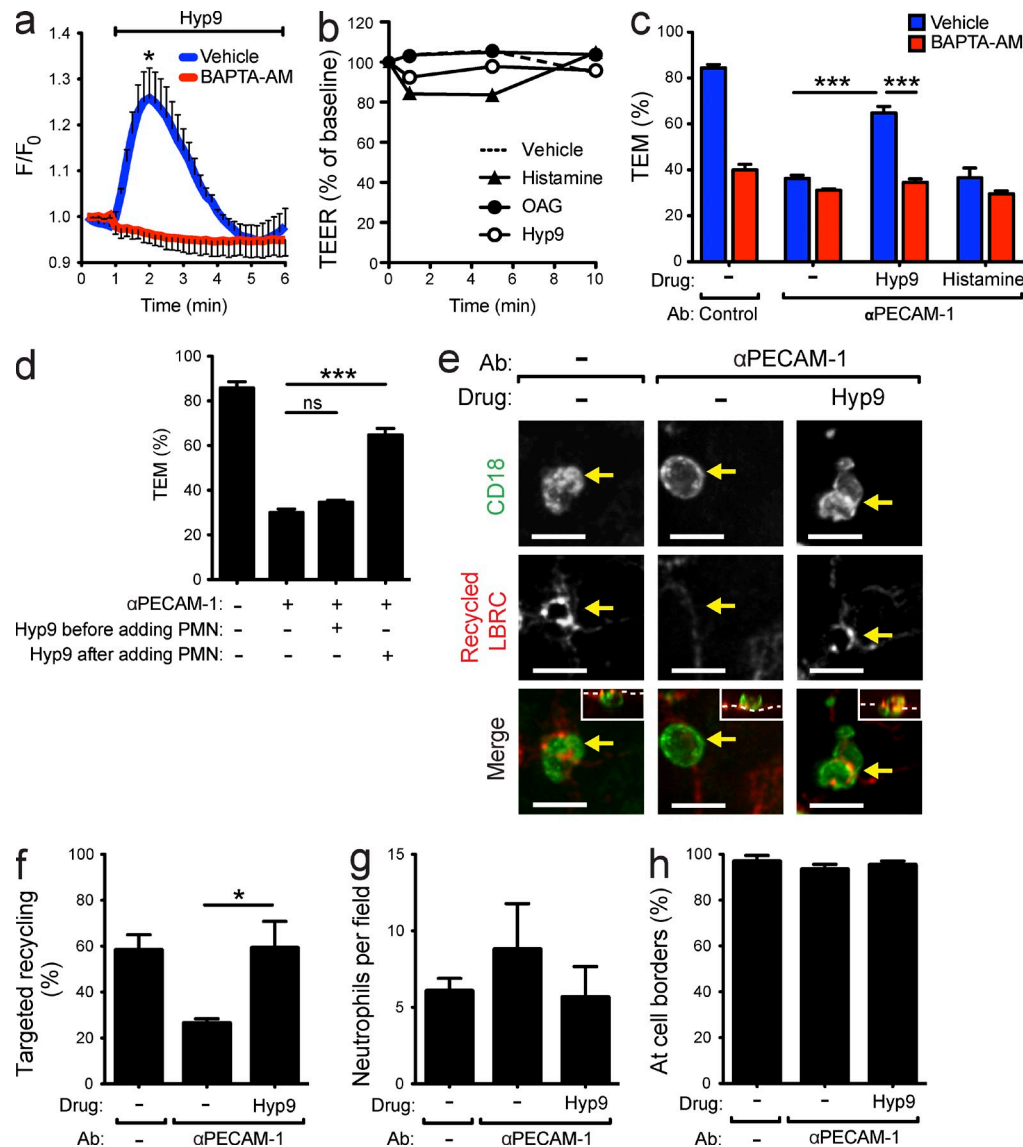 a
Hyp9
Vehicle
BAPTA-AM
*
F/F0
1.4
1.3
1.2
1.1
1.0
0.9
0 1 2 3 4 5 6
Time (min)
b
TEER (% of baseline)
120
100
80
60
40
20
0
Vehicle
Histamine
OAG
Hyp9
0 2 4 6 8 10
Time (min)
c
Vehicle
BAPTA-AM
TEM (%)
100
80
60
40
20
0
*** ***
Drug: – – Hyp9 Histamine
Ab: Control αPECAM-1
d
TEM (%)
100
80
60
40
20
0
***
ns
αPECAM-1: – + + +
Hyp9 before adding PMN: – – + –
Hyp9 after adding PMN: – – – +
e
Ab: – αPECAM-1
Drug: – – Hyp9
CD18
Recycled
LBRC
Merge
f
Targeted recycling
(%)
100
80
60
40
20
0
*
Drug: – – Hyp9
Ab: – αPECAM-1
g
Neutrophils per field
15
10
5
0
Drug: – – Hyp9
Ab: – αPECAM-1
h
At cell borders (%)
100
80
60
40
20
0
Drug: – – Hyp9
Ab: – αPECAM-1